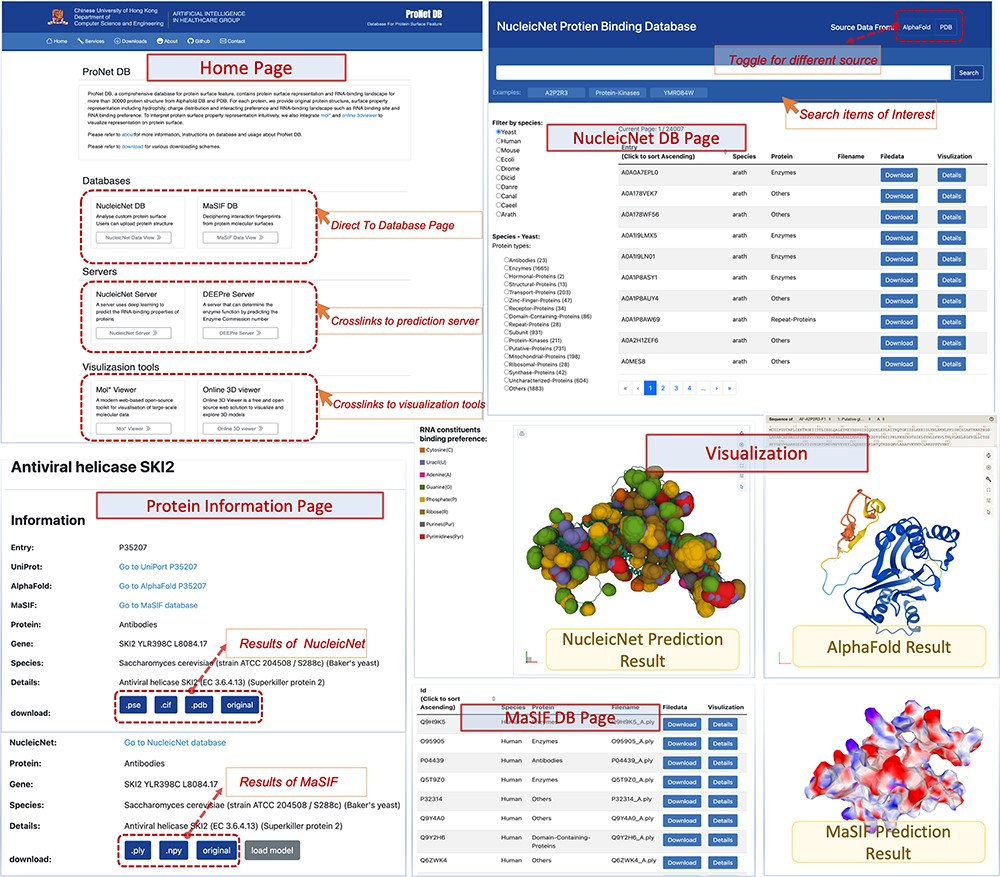 Chinese University of Hong Kong
Department of
Computer Science and Engineering
ARTIFICIAL INTELLIGENCE
IN HEALTHCARE GROUP
ProNet DB
Database For Protein Surface Feature
Home
Services
Downloads
About
Github
Contact
ProNet DB
Home Page
ProNet DB, a comprehensive database for protein surface feature, contains protein surface representation and RNA-binding landscape for
more than 30000 protein structure from Alphafold DB and PDB. For each protein, we provide original protein structure, surface
representation including hydrophly, charge distribution and interacting preference and RNA-binding landscape such as RNA binding site and
RNA binding preference. To interpret protein surface property representation intuitively, we also integrate mol* and online 3dviewer to
visualize representation on protein surface.
Please refer to aboutfor more information, instructions on database and usage about ProNet DB.
Please refer to download for various downloading schemes.
Databases
NucleicNet DB
Analyse custom protein surface
Users can upload protein structure
NucleicNet Data View
MaSIF DB
Deciphering interaction fingerprints
from protein molecular surfaces
MaSIF Data View
Direct To Database Page
Servers
NucleicNet Server
A server uses deep learning to
predict the RNA-binding properties
of proteins
NucleicNet Server
DEEPre Server
A server that can determine the
enzyme function by predicting the
Enzyme Commission number
DEEPre Server
Crosslinks to prediction server
Visulizasion tools
Mol* Viewer
A modern web-based open-source
toolkit for visualisation of large-scale
molecular data
Mol* Viewer
Online 3D viewer
Online 3D Viewer is a free and open
source web solution to visualize and
explore 3D models
Online 3D viewer
Crosslinks to visualization tools
NucleicNet Protien Binding Database
Source Data From:
AlphaFold
PDB
Toggle for different source
Search
Examples:
A2P2R3
Protein-Kinases
YMR084W
Search items of Interest
Filter by species:
Yeast
Human
Mouse
Ecoli
Drome
Dicid
Danre
Canal
Caeel
Arath
Species - Yeast:
Protein types:
Antibodies (23)
Enzymes (1665)
Hormonal-Proteins (2)
Structural-Proteins (13)
Transport-Proteins (203)
Zinc-Finger-Proteins (47)
Receptor-Proteins (34)
Domain-Containing-Proteins (86)
Repeat-Proteins (28)
Subunit (931)
Protein-Kinases (211)
Putative-Proteins (731)
Mitochondrial-Proteins (198)
Ribosomal-Proteins (28)
Synthase-Proteins (42)
Uncharacterized-Proteins (604)
Others (1883)
Current Page: 1 / 24007
NucleicNet DB Page
Entry
(Click to sort Ascending) Species Protein Filename Filedata Visulization
A0A0A7EPL0 arath Enzymes Download Details
A0A178VEK7 arath Others Download Details
A0A178WF56 arath Others Download Details
A0A1I9LMX5 arath Enzymes Download Details
A0A1I9LN01 arath Enzymes Download Details
A0A1P8ASY1 arath Enzymes Download Details
A0A1P8AUY4 arath Others Download Details
A0A1P8AW69 arath Repeat-Proteins Download Details
A0A2H1ZEF6 arath Others Download Details
A0MES8 arath Others Download Details
« ‹ 1 2 3 4 ... › »
Antiviral helicase SKI2
Protein Information Page
Information
Entry: P35207
UniProt: Go to UniPort P35207
AlphaFold: Go to AlphaFold P35207
MaSIF: Go to MaSIF database
Protein: Antibodies
Gene: SKI2 YLR398C L8084.17
Results of NucleicNet
Species: Saccharomyces cerevisiae (strain ATCC 204508 / S288c) (Baker's yeast)
Details: Antiviral helicase SKI2 (EC 3.6.4.13) (Superkiller protein 2)
download: .pse .cif .pdb original
NucleicNet: Go to NucleicNet database
Protein: Antibodies
Gene: SKI2 YLR398C L8084.17
Results of MaSIF
Species: Saccharomyces cerevisiae (strain ATCC 204508 / S288c) (Baker's yeast)
Details: Antiviral helicase SKI2 (EC 3.6.4.13) (Superkiller protein 2)
download: .ply .npy original load model
RNA constituents
binding preference:
Cytosine(C)
Uracil(U)
Adenine(A)
Guanine(G)
Phosphate(P)
Ribose(R)
Purines(Pur)
Pyrimidines(Pyr)
Visualization
NucleicNet Prediction
Result
Sequence of AF-A2P2R3-F1
AlphaFold Result
Id
(Click to sort
Ascending) Species Protein Filename Filedata Visulization
MaSIF DB Page
Q9H9K5 Download Details
O95905 Human Enzymes O95905_A.ply Download Details
P04439 Human Antibodies P04439_A.ply Download Details
Q5T9Z0 Human Enzymes Q5T9Z0_A.ply Download Details
P32314 Human Others P32314_A.ply Download Details
Q9Y4A0 Human Others Q9Y4A0_A.ply Download Details
Q9Y2H6 Human Domain-Containing-
Proteins Q9Y2H6_A.ply Download Details
Q6ZWK4 Human Others Q6ZWK4_A.ply Download Details
MaSIF Prediction
Result